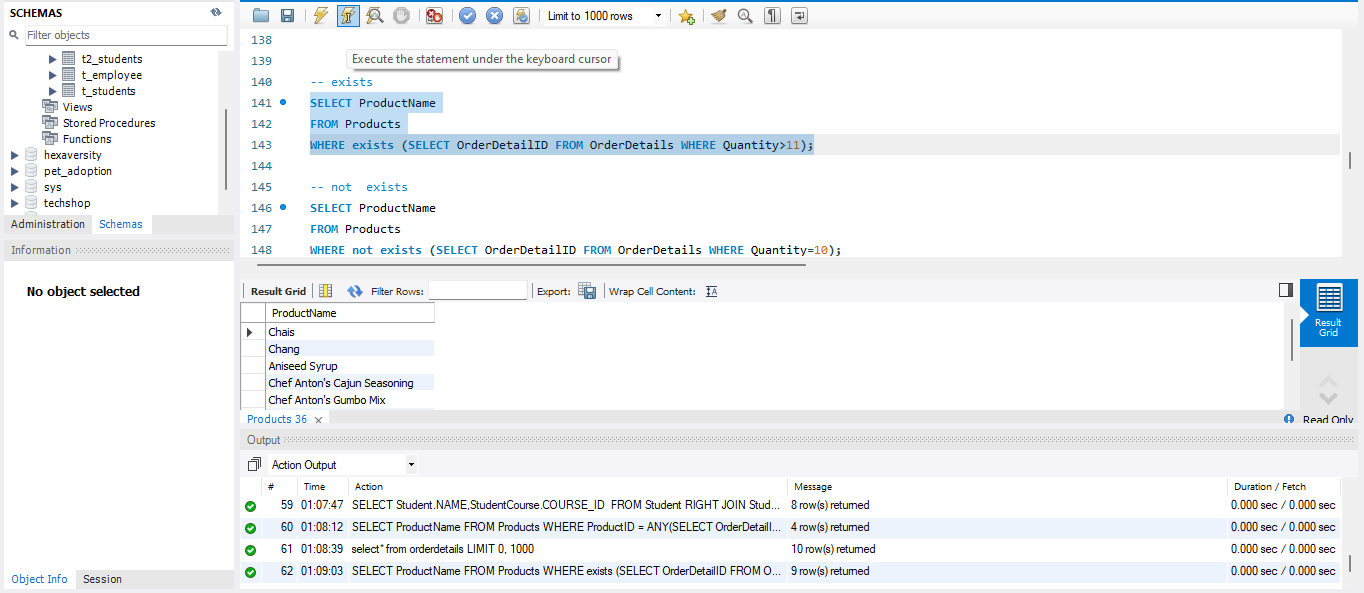 SCHEMAS
Filter objects
t2_students
t_employee
t_students
Views
Stored Procedures
Functions
hexaversity
pet_adoption
sys
techshop
Administration Schemas
Information
No object selected
Object Info Session
Limit to 1000 rows
138
139
Execute the statement under the keyboard cursor
140 -- exists
141 SELECT ProductName
142 FROM Products
143 WHERE exists (SELECT OrderDetailID FROM OrderDetails WHERE Quantity>11);
144
145 -- not  exists
146 SELECT ProductName
147 FROM Products
148 WHERE not exists (SELECT OrderDetailID FROM OrderDetails WHERE Quantity=10);
Result Grid Filter Rows: Export: Wrap Cell Content:
ProductName
Chais
Chang
Aniseed Syrup
Chef Anton's Cajun Seasoning
Chef Anton's Gumbo Mix
Result
Grid
Products 36 Read Only
Output
Action Output
# Time Action Message Duration / Fetch
59 01:07:47 SELECT Student.NAME,StudentCourse.COURSE_ID  FROM Student RIGHT JOIN Stud... 8 row(s) returned 0.000 sec / 0.000 sec
60 01:08:12 SELECT ProductName FROM Products WHERE ProductID = ANY(SELECT OrderDetailI... 4 row(s) returned 0.000 sec / 0.000 sec
61 01:08:39 select* from orderdetails LIMIT 0, 1000 10 row(s) returned 0.000 sec / 0.000 sec
62 01:09:03 SELECT ProductName FROM Products WHERE exists (SELECT OrderDetailID FROM O... 9 row(s) returned 0.000 sec / 0.000 sec